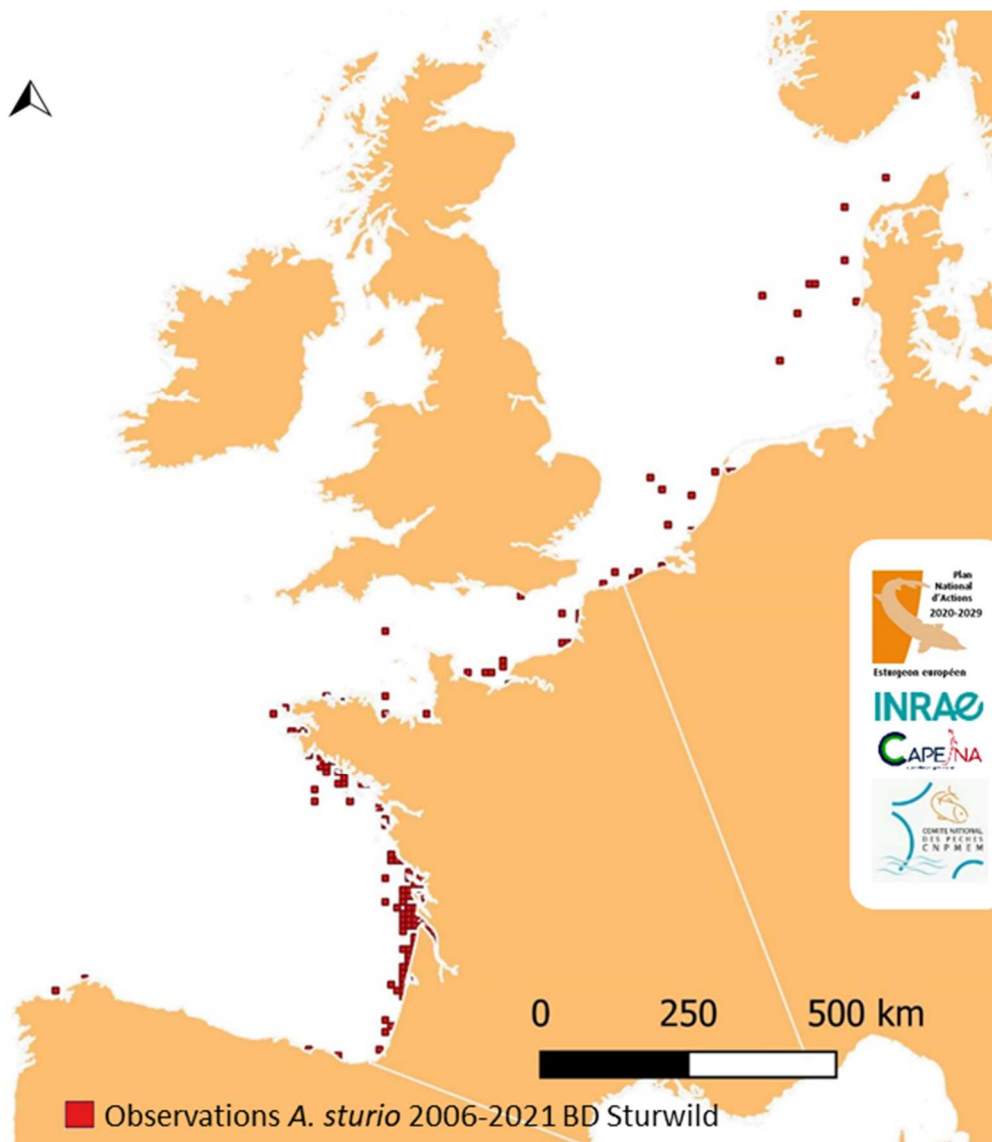 Plan
National
d'Actions
2020-2029
Esturgeon européen
INRAE
CAPENA
COMITE NATIONAL
DES PECHES
CNPMEM
0 250 500 km
Observations A. sturio 2006-2021 BD Sturwild